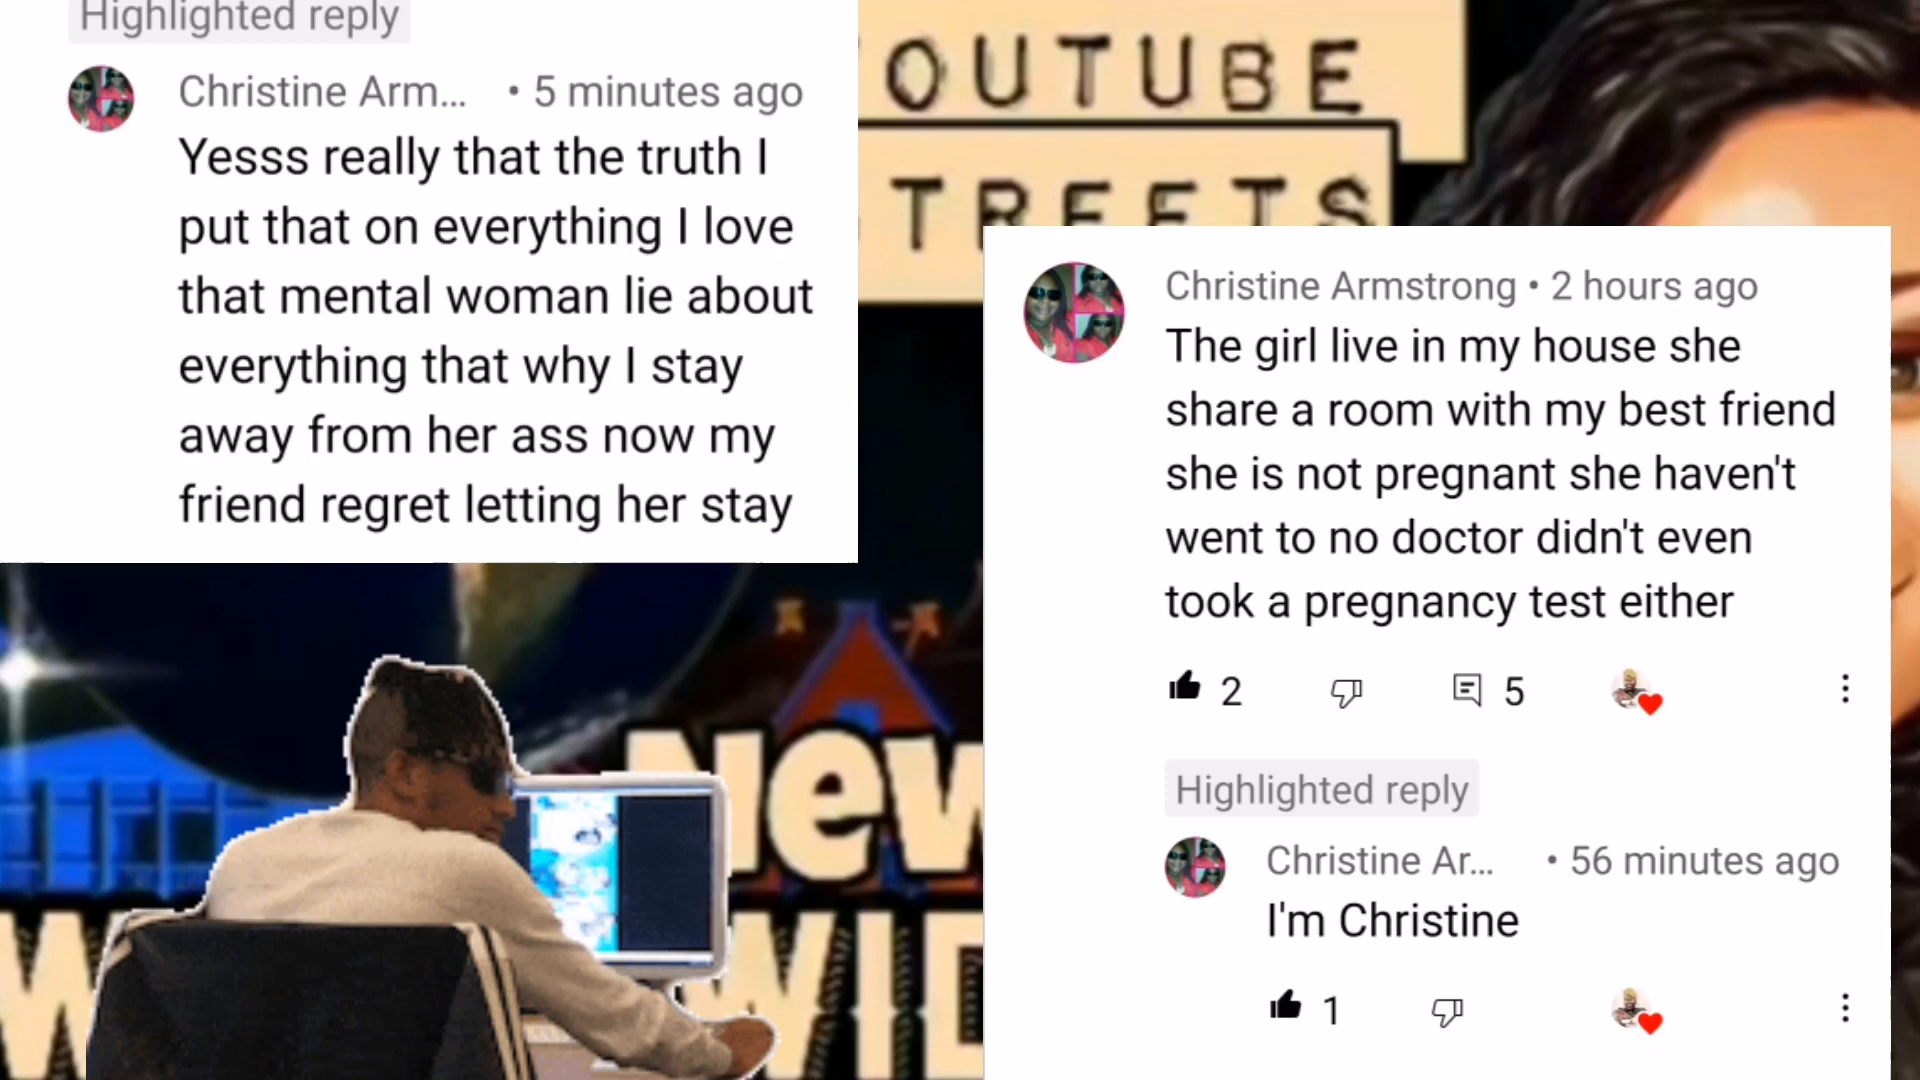 Highlighted reply
Christine Arm... • 5 minutes ago
Yesss really that the truth I
put that on everything I love
that mental woman lie about
everything that why I stay
away from her ass now my
friend regret letting her stay
OUTUBE
TREETS
Christine Armstrong • 2 hours ago
The girl live in my house she
share a room with my best friend
she is not pregnant she haven't
went to no doctor didn't even
took a pregnancy test either
2 5
Highlighted reply
Christine Ar... • 56 minutes ago
I'm Christine
1
New
W WID